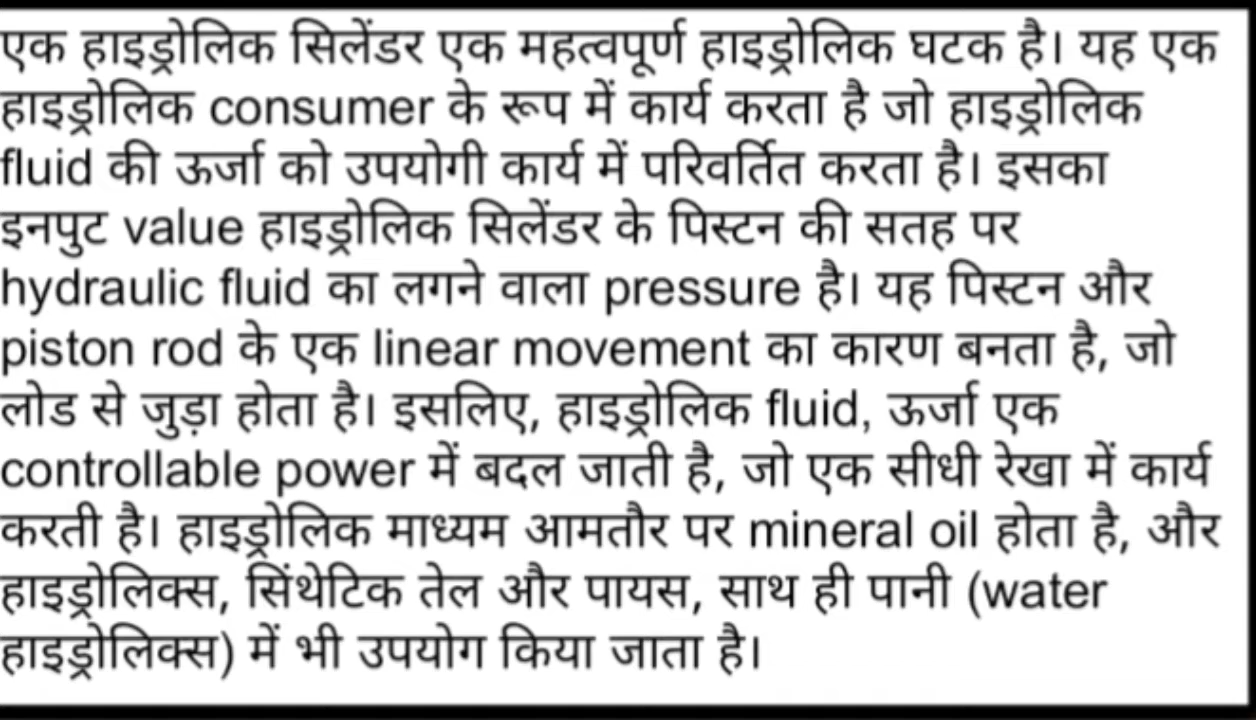 एक हाइड्रोलिक सिलेंडर एक महत्वपूर्ण हाइड्रोलिक घटक है। यह एक
हाइड्रोलिक consumer के रूप में कार्य करता है जो हाइड्रोलिक
fluid की ऊर्जा को उपयोगी कार्य में परिवर्तित करता है। इसका
इनपुट value हाइड्रोलिक सिलेंडर के पिस्टन की सतह पर
hydraulic fluid का लगने वाला pressure है। यह पिस्टन और
piston rod के एक linear movement का कारण बनता है, जो
लोड से जुड़ा होता है। इसलिए, हाइड्रोलिक fluid, ऊर्जा एक
controllable power में बदल जाती है, जो एक सीधी रेखा में कार्य
करती है। हाइड्रोलिक माध्यम आमतौर पर mineral oil होता है, और
हाइड्रोलिक्स, सिंथेटिक तेल और पायस, साथ ही पानी (water
हाइड्रोलिक्स) में भी उपयोग किया जाता है।